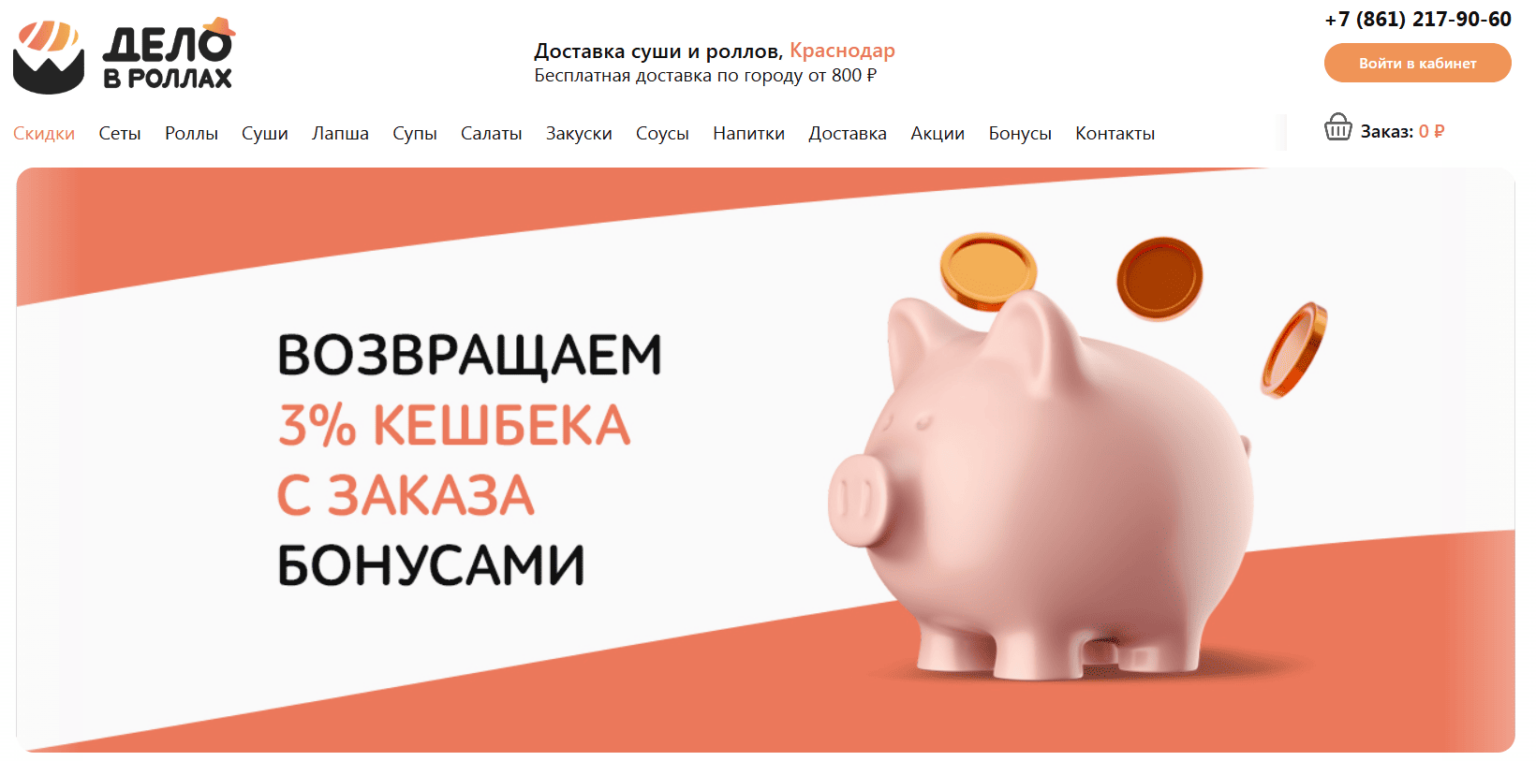 ДЕЛО
В РОЛЛАХ
Доставка суши и роллов, Краснодар
Бесплатная доставка по городу от 800 ₽
+7 (861) 217-90-60
Войти в кабинет
Скидки Сеты Роллы Суши Лапша Супы Салаты Закуски Соусы Напитки Доставка Акции Бонусы Контакты
Заказ: 0 ₽
ВОЗВРАЩАЕМ
3% КЕШБЕКА
С ЗАКАЗА
БОНУСАМИ